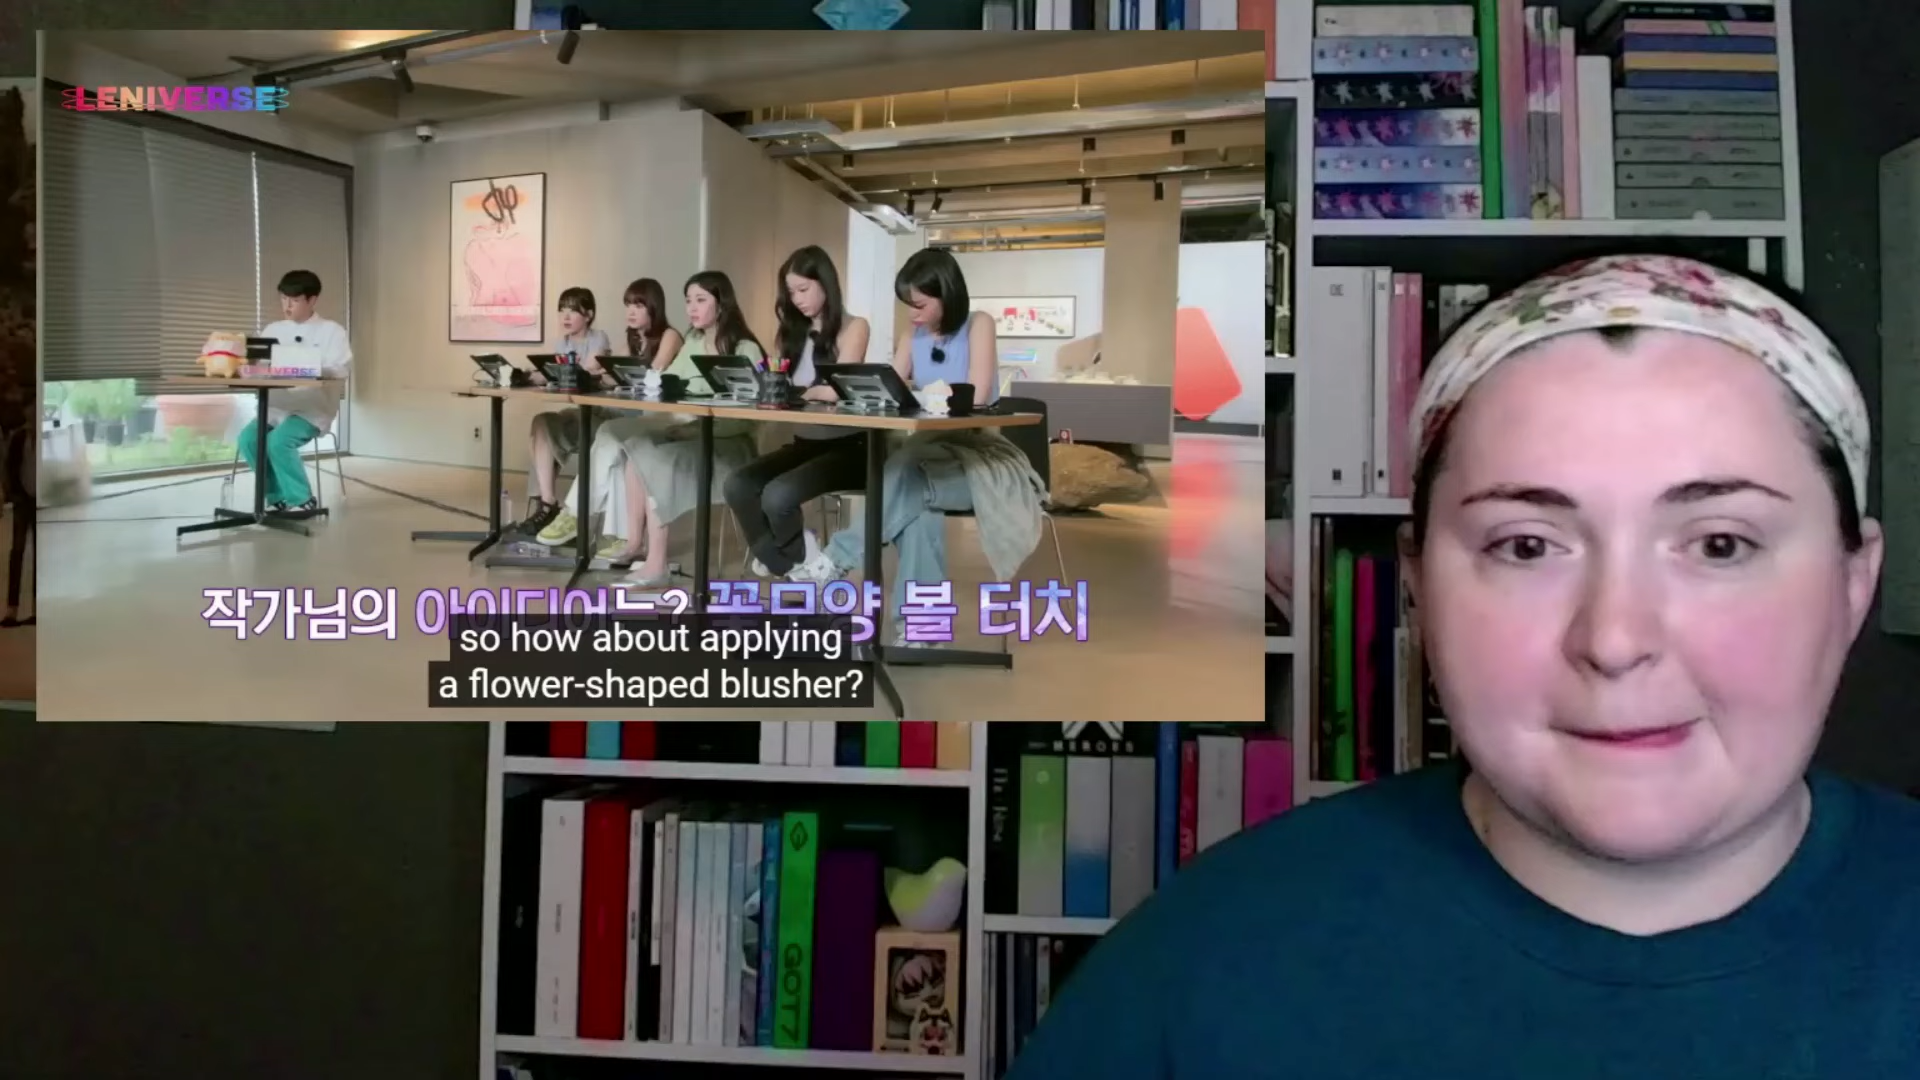 LENIVERSE
작가님의 아이디어는? 꽃모양 볼 터치
so how about applying
a flower-shaped blusher?
LENIVERSE
HEROES
GOT7